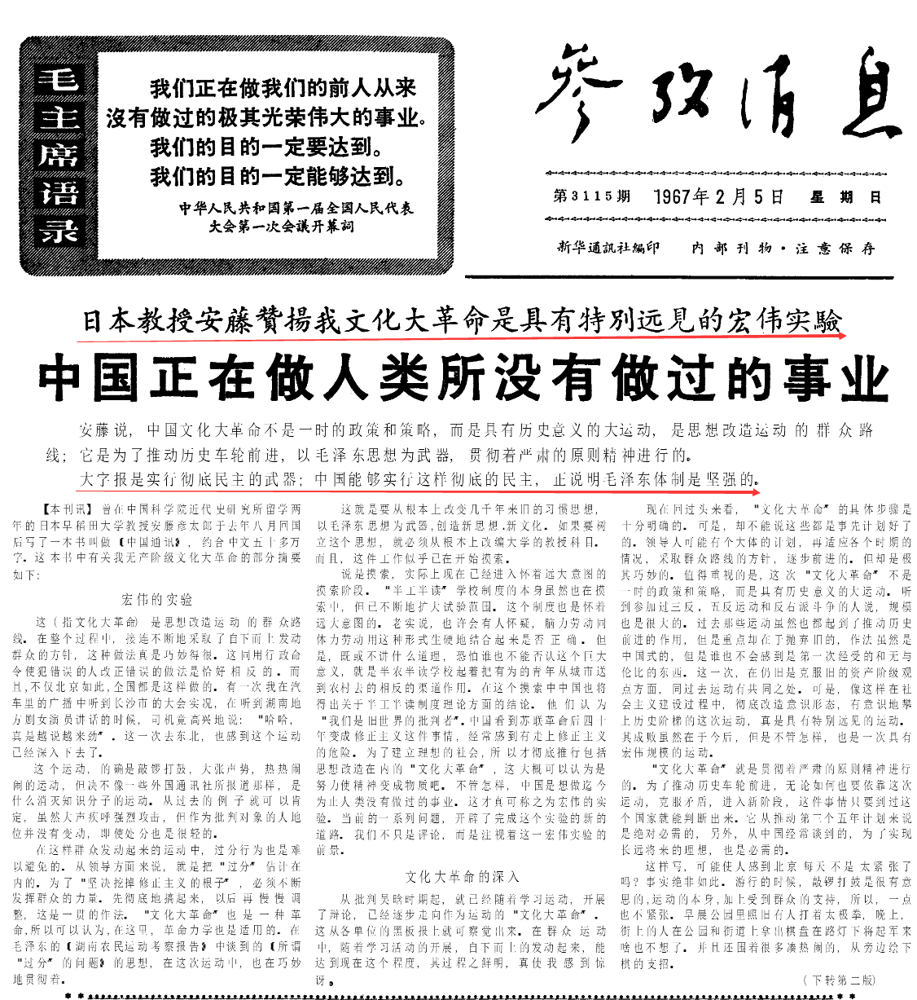 毛主席语录
我们正在做我们的前人从来
沒有做过的极其光荣伟大的事业。
我们的目的一定要达到。
我们的目的一定能够达到。
中华人民共和国第一届全国人民代表
大会第一次会議开幕詞
参攷消息
第3115期 1967年2月5日 星期日
新华通訊社編印 内部刊物·注意保存
日本教授安藤贊揚我文化大革命是具有特別远見的宏伟实驗
中国正在做人类所没有做过的事业
安藤说，中国文化大革命不是一时的政策和策略，而是具有历史意义的大运动，是思想改造运动的群众路
线；它是为了推动历史车轮前进，以毛泽东思想为武器，贯彻着严肃的原则精神进行的。
大字报是实行彻底民主的武器；中国能够实行这样彻底的民主，正说明毛泽东体制是坚强的。
【本刊讯】曾在中国科学院近代史研究所留学两
年的日本早稻田大学教授安藤彦太郎于去年八月回国
后写了一本书叫做《中国通讯》，约合中文五十多万
字。这本书中有关我无产阶级文化大革命的部分摘要
如下：
宏伟的实验
这（指文化大革命）是思想改造运动的群众路
线。在整个过程中，接连不断地采取了自下而上发动
群众的方针，这种做法真是巧妙得很。这同用行政命
令使犯错误的人改正错误的做法是恰好相反的。而
且，不仅北京如此，全国都是这样做的。有一次我在汽
车里的广播中听到长沙市的大会实况，在听到湖南地
方剧女演员讲话的时候，司机竟高兴地说：“哈哈，
真是越说越来劲”。这一次去东北，也感到这个运动
已经深入下去了。
这个运动，的确是敲锣打鼓，大张声势，热热闹
闹的运动，但决不像一些外国通讯社所报道那样，是
什么消灭知识分子的运动。从过去的例子就可以肯
定，虽然大声疾呼强烈攻击，但作为批判对象的人地
位并没有变动，即使处分也是很轻的。
在这样群众发动起来的运动中，过分行为也是难
以避免的。从领导方面来说，就是把“过分”估计在
内的。为了“坚决挖掉修正主义的根子”，必须不断
发挥群众的力量。先彻底地搞起来，以后再慢慢调
整，这是一贯的作法。“文化大革命”也是一种革
命，所以可以认为，在这里，革命力学也是适用的。在
毛泽东的《湖南农民运动考察报告》中谈到的《所谓
“过分”的问题》的思想，在这次运动中，也在巧妙
地贯彻着。
这就是要从根本上改变几千年来旧的习惯思想，
以毛泽东思想为武器，创造新思想、新文化。如果要树
立这个思想，就必须从根本上改编大学的教授科目。
而且，这件工作似乎已在开始摸索。
说是摸索，实际上现在已经进入怀着远大意图的
摸索阶段。“半工半读”学校制度的本身虽然也在摸
索中，但已不断地扩大试验范围。这个制度也是怀着
远大意图的。老实说，也许会有人怀疑，脑力劳动同
体力劳动用这种形式生硬地结合起来是否正确。但
是，既或不讲什么道理，恐怕谁也不能否认这个巨大
意义，就是半农半读学校起着把有为的青年从城市送
到农村去的相反的渠道作用。在这个摸索中中国也将
得出关于半工半读制度理论方面的结论。他们认为
“我们是旧世界的批判者”。中国看到苏联革命后四十
年变成修正主义这件事情，经常感到有走上修正主义
的危险。为了建立理想的社会，所以才彻底推行包括
思想改造在内的“文化大革命”，这大概可以认为是
努力使精神变成物质吧。不管怎样，中国是想做迄今
为止人类没有做过的事业。这才真可称之为宏伟的实
验。当前的一系列问题，开辟了完成这个实验的新的
道路。我们不只是评论，而是注视着这一宏伟实验的
前景。
文化大革命的深入
从批判吴晗时期起，就已经随着学习运动，开展
了辩论，已经逐步走向作为运动的“文化大革命”。
这从各单位的黑板报上就可察觉出来。在群众运动
中，随着学习活动的开展，自下而上的发动起来，能
达到现在这个程度，其过程之鲜明，真使我感到惊
讶。
现在回过头来看，“文化大革命”的具体步骤是
十分明确的。可是，却不能说这些都是事先计划好了
的。领导人可能有个大体的计划，再适应各个时期的
情况，采取群众路线的方针，逐步前进的。但却是极
其巧妙的。值得重视的是，这次“文化大革命”不是
一时的政策和策略，而是具有历史意义的大运动。听
到参加过三反、五反运动和反右派斗争的人说，规模
也是很大的。过去那些运动虽然也都起到了推动历史
前进的作用，但是重点却在于抛弃旧的，作法虽然是
中国式的，但是谁也不会感到是第一次经受的和无与
伦比的东西。这一次，在仍旧是克服旧的资产阶级观
点方面，同过去运动有共同之处。可是，像这样在社
会主义建设过程中，彻底改造意识形态，有意识地攀
上历史阶梯的这次运动，真是具有特别远见的运动。
其成败虽然在于今后，但是不管怎样，也是一次具有
宏伟规模的运动。
“文化大革命”就是贯彻着严肃的原则精神进行
的。为了推动历史车轮前进，无论如何也要依靠这次
运动，克服矛盾，进入新阶段，这件事情只要到过这
个国家就能判断出来。它从推动第三个五年计划来说
是绝对必需的，另外，从中国经常谈到的，为了实现
长远将来的理想，也是必需的。
这样写，可能使人感到北京每天不是太紧张了
吗？事实绝非如此。游行的时候，敲锣打鼓是很有意
思的，运动的本身，加上受到群众的支持，所以，一点
也不紧张。早晨公园里照旧有人打着太极拳，晚上，
街上的人在公园和街道上拿出棋盘在路灯下将起军来
啥也不想了。并且还围着很多凑热闹的，从旁边绘下
棋的支招。
（下转第二版）